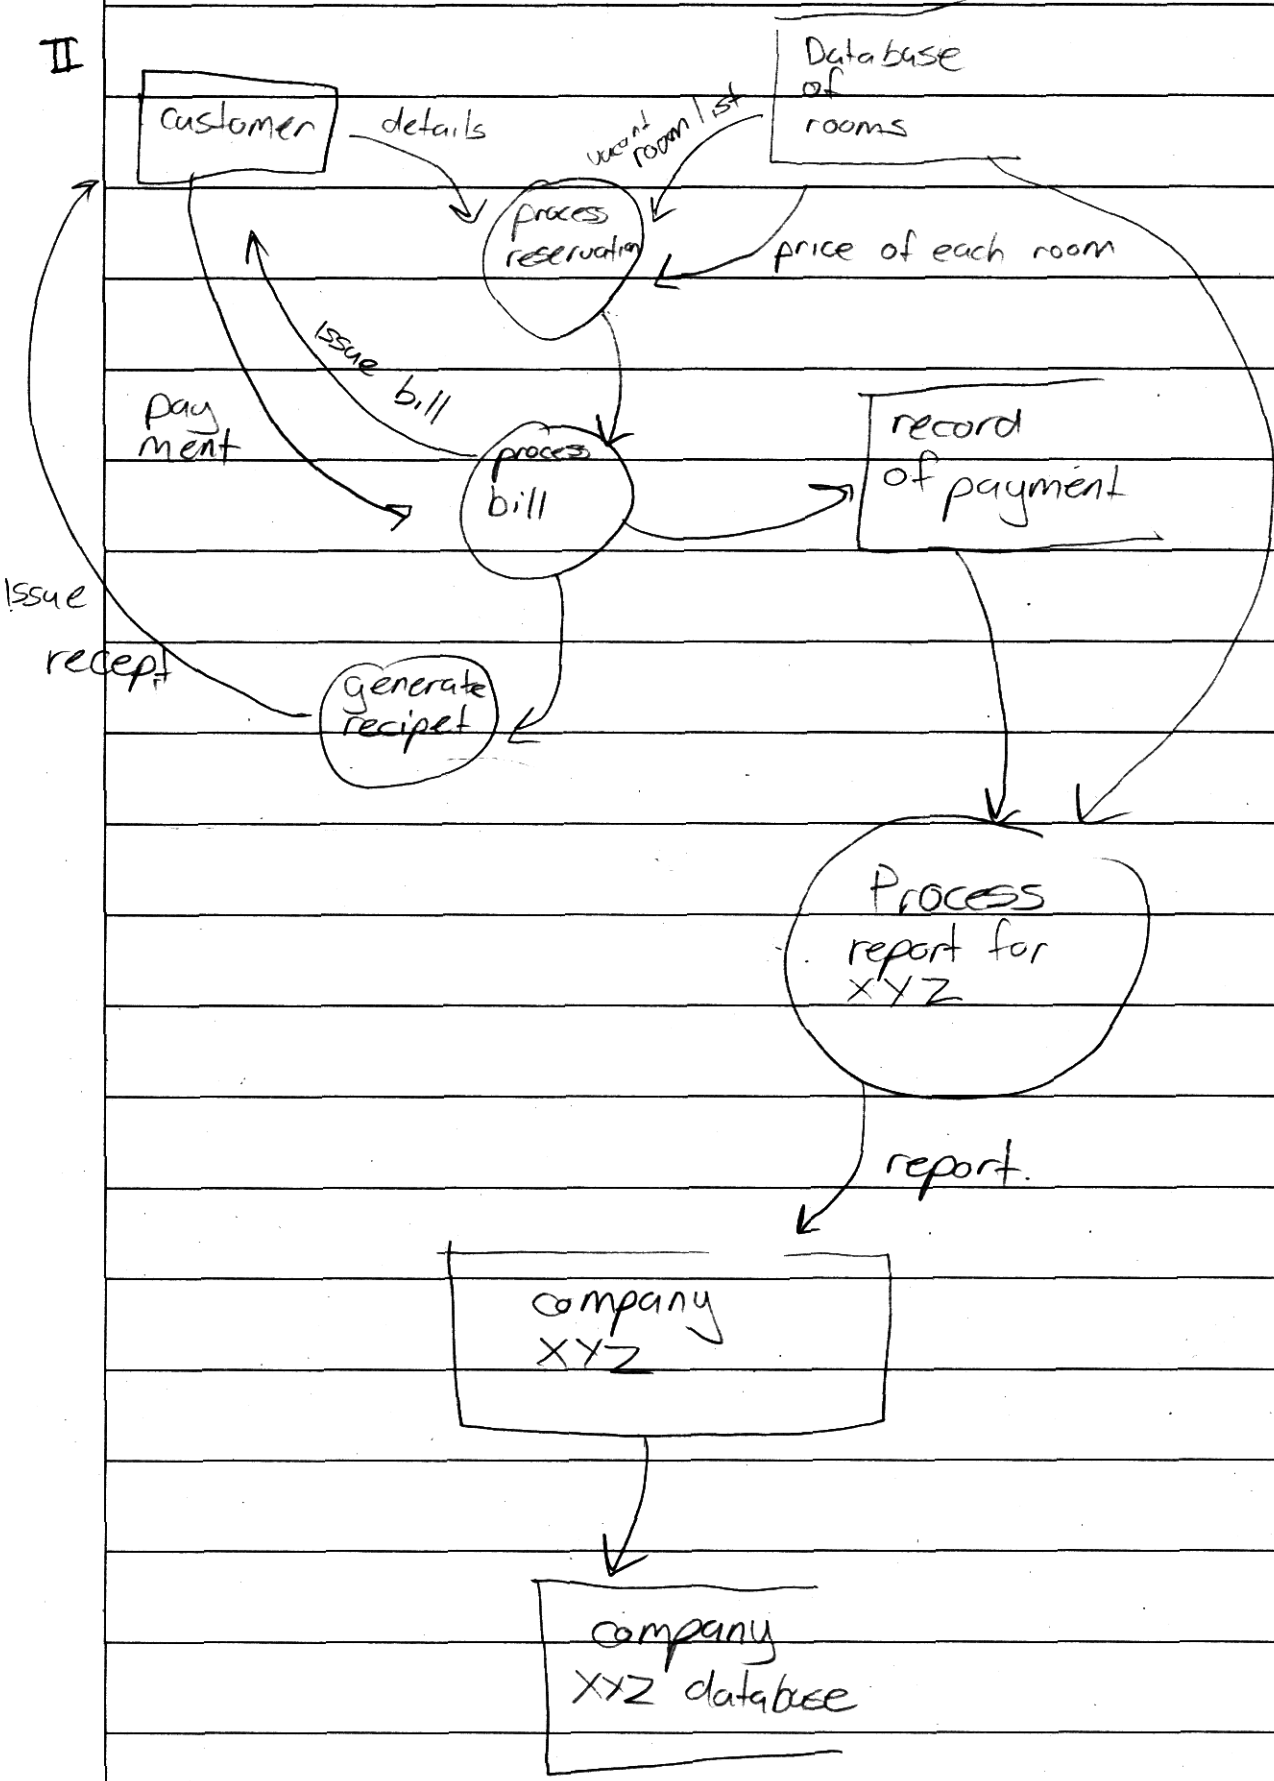 II
customer
details
vacant
room list
Database
of
rooms
process
reservation
price of each room
Issue bill
pay
ment
process
bill
record
of payment
Issue
recept
generate
recipet
Process
report for
XYZ
report.
company
XYZ
company
XYZ database